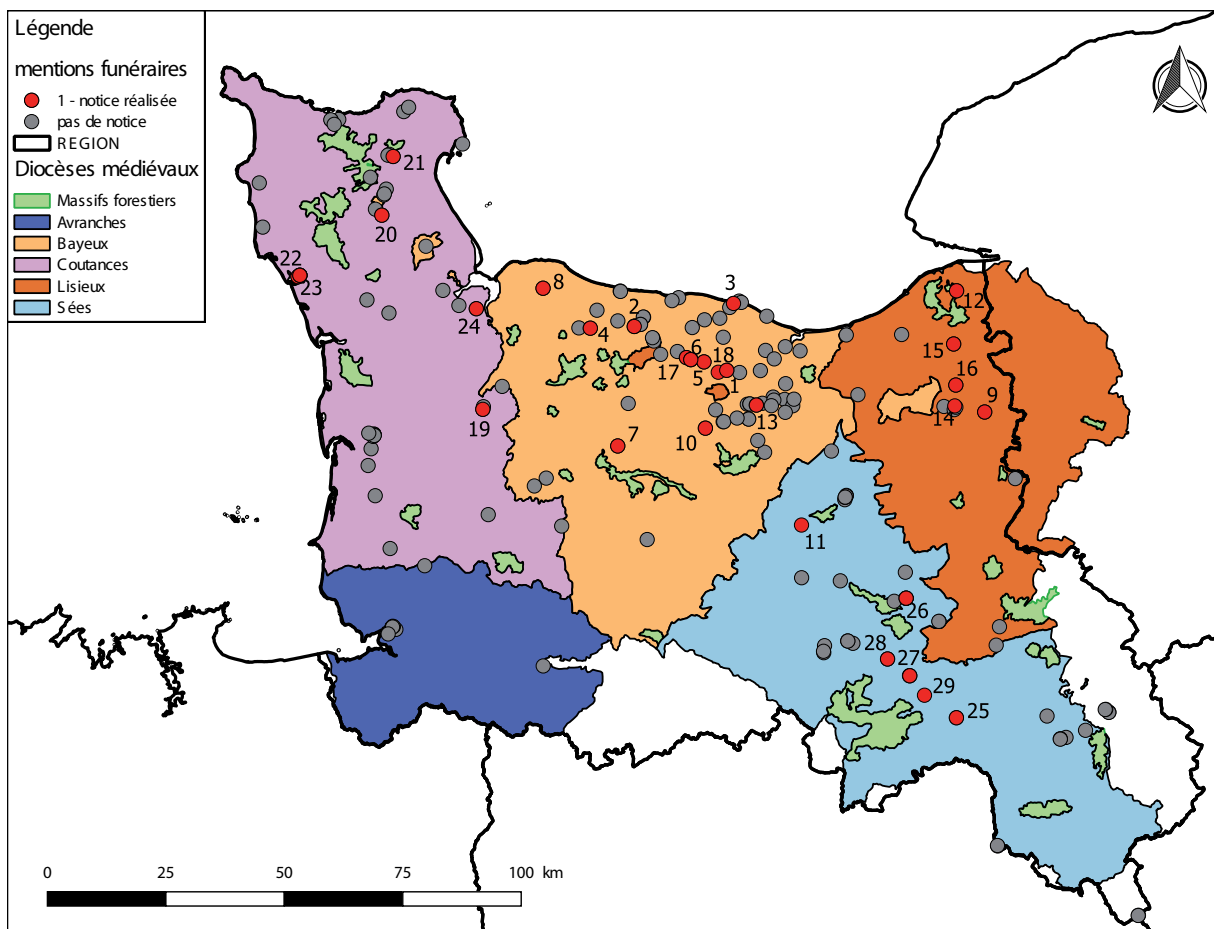 Légende
mentions funéraires
1 - notice réalisée
pas de notice
REGION
Diocèses médiévaux
Massifs forestiers
Avranches
Bayeux
Coutances
Lisieux
Sées
21
20
22
23
24
19
8
2
3
4
6
18
17
5
1
13
10
7
12
15
16
9
14
11
26
28
27
29
25
0 25 50 75 100 km